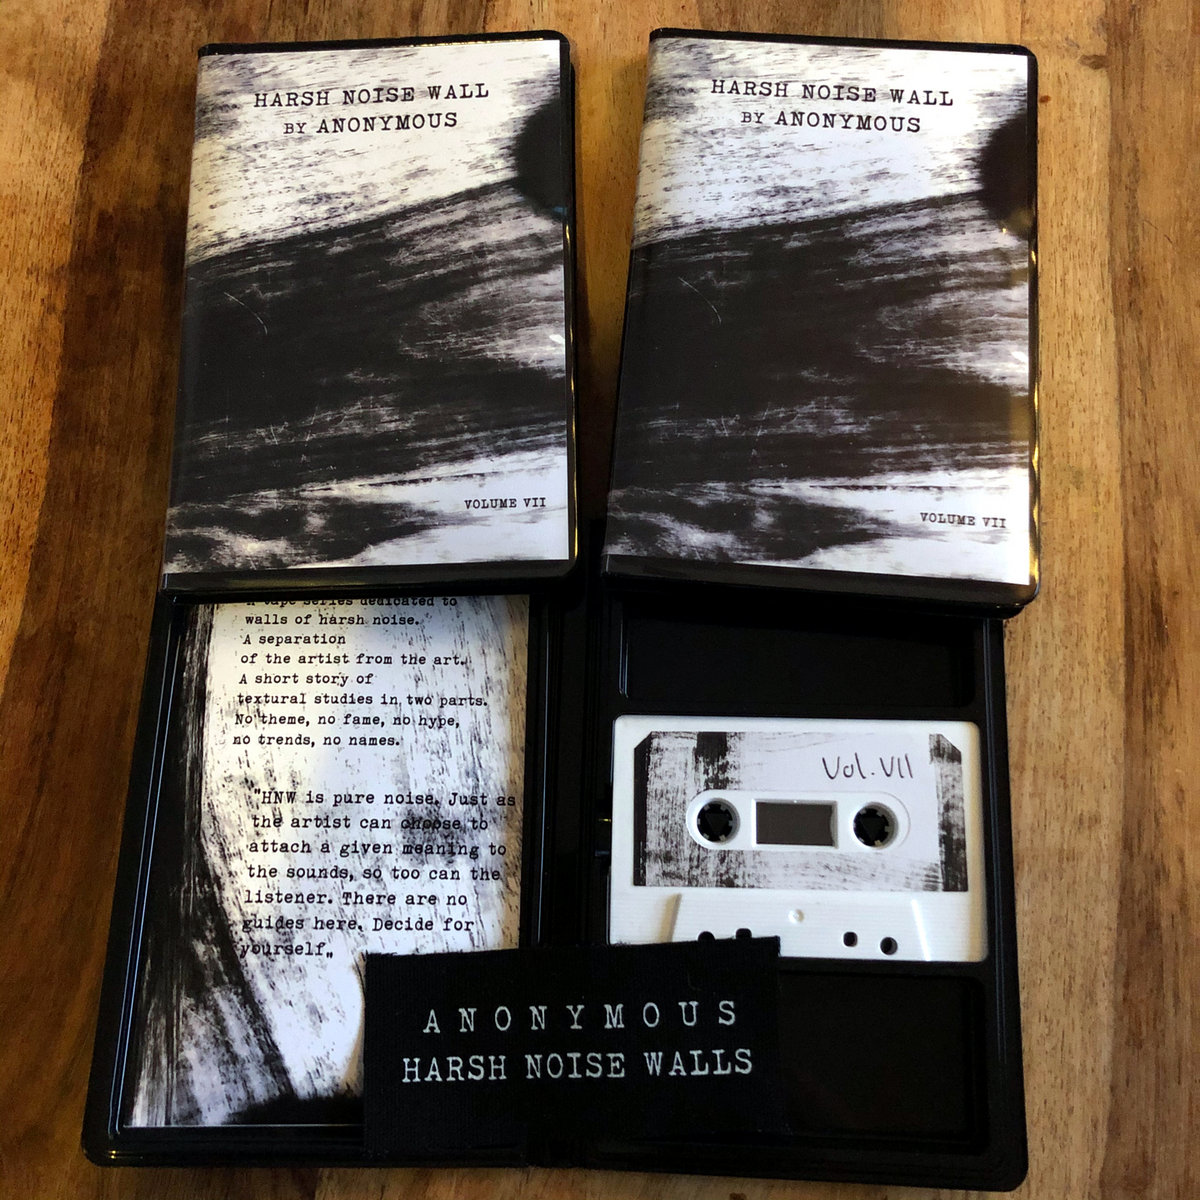 HARSH NOISE WALL
BY ANONYMOUS
VOLUME VII
HARSH NOISE WALL
BY ANONYMOUS
VOLUME VII
A tape series dedicated to
walls of harsh noise.
A separation
of the artist from the art.
A short story of
textural studies in two parts.
No theme, no fame, no hype,
no trends, no names.
"HNW is pure noise. Just as
the artist can choose to
attach a given meaning to
the sounds, so too can the
listener. There are no
guides here. Decide for
yourself„
Vol. VII
ANONYMOUS
HARSH NOISE WALLS